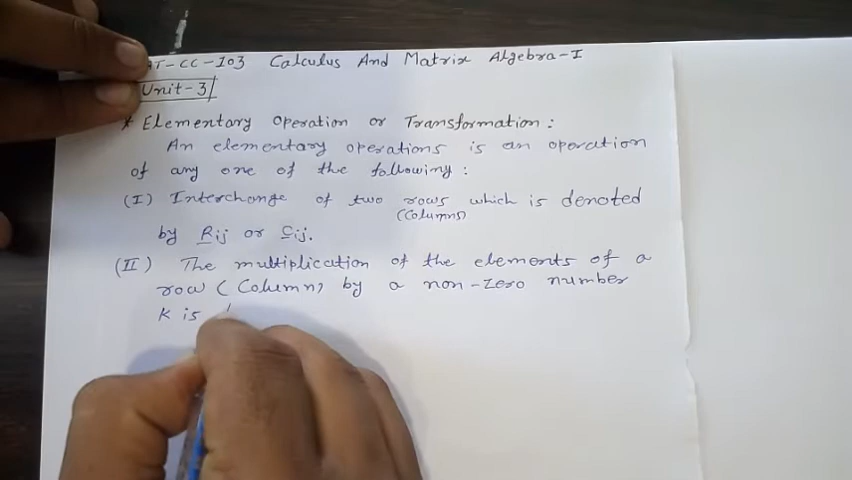 AT-CC-103 Calculus And Matrix Algebra-I
Unit-3
* Elementary Operation or Transformation:
An elementary operations is an operation
of any one of the following:
(I) Interchange of two rows which is denoted
(Columns)
by Rij or Cij.
(II) The multiplication of the elements of a
row (Column) by a non-zero number
K is